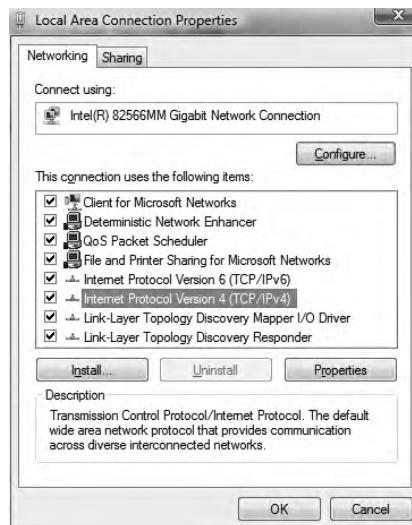 Local Area Connection Properties
Networking
Sharing
Connect using:
Intel(R) 82566MM Gigabit Network Connection
Configure...
This connection uses the following items:
Client for Microsoft Networks
Deterministic Network Enhancer
QoS Packet Scheduler
File and Printer Sharing for Microsoft Networks
Internet Protocol Version 6 (TCP/IPv6)
Internet Protocol Version 4 (TCP/IPv4)
Link-Layer Topology Discovery Mapper I/O Driver
Link-Layer Topology Discovery Responder
Install...
Uninstall
Properties
Description
Transmission Control Protocol/Internet Protocol. The default
wide area network protocol that provides communication
across diverse interconnected networks.
OK
Cancel